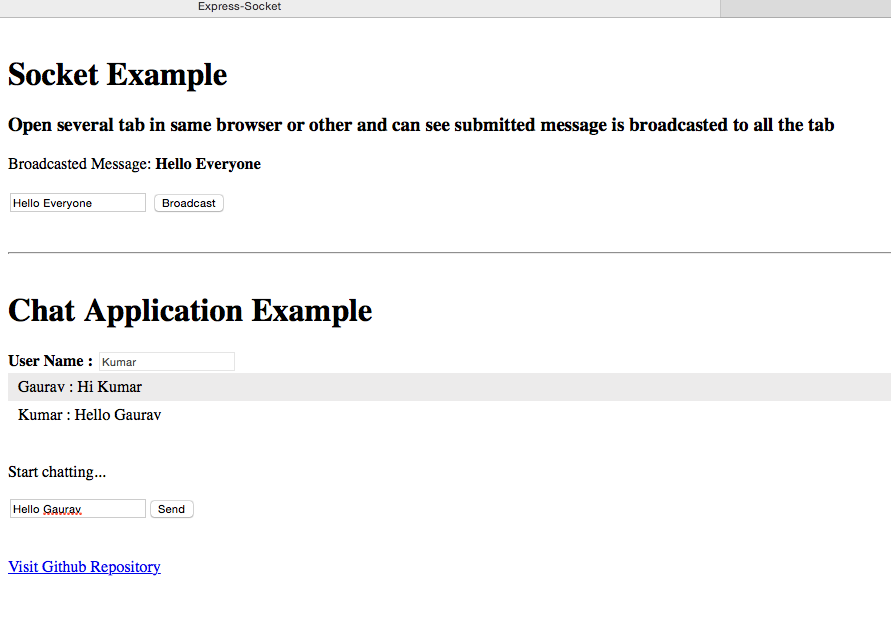 Express-Socket
Socket Example
Open several tab in same browser or other and can see submitted message is broadcasted to all the tab
Broadcasted Message: Hello Everyone
Hello Everyone Broadcast
Chat Application Example
User Name : Kumar
Gaurav : Hi Kumar
Kumar : Hello Gaurav
Start chatting...
Hello Gaurav Send
Visit Github Repository